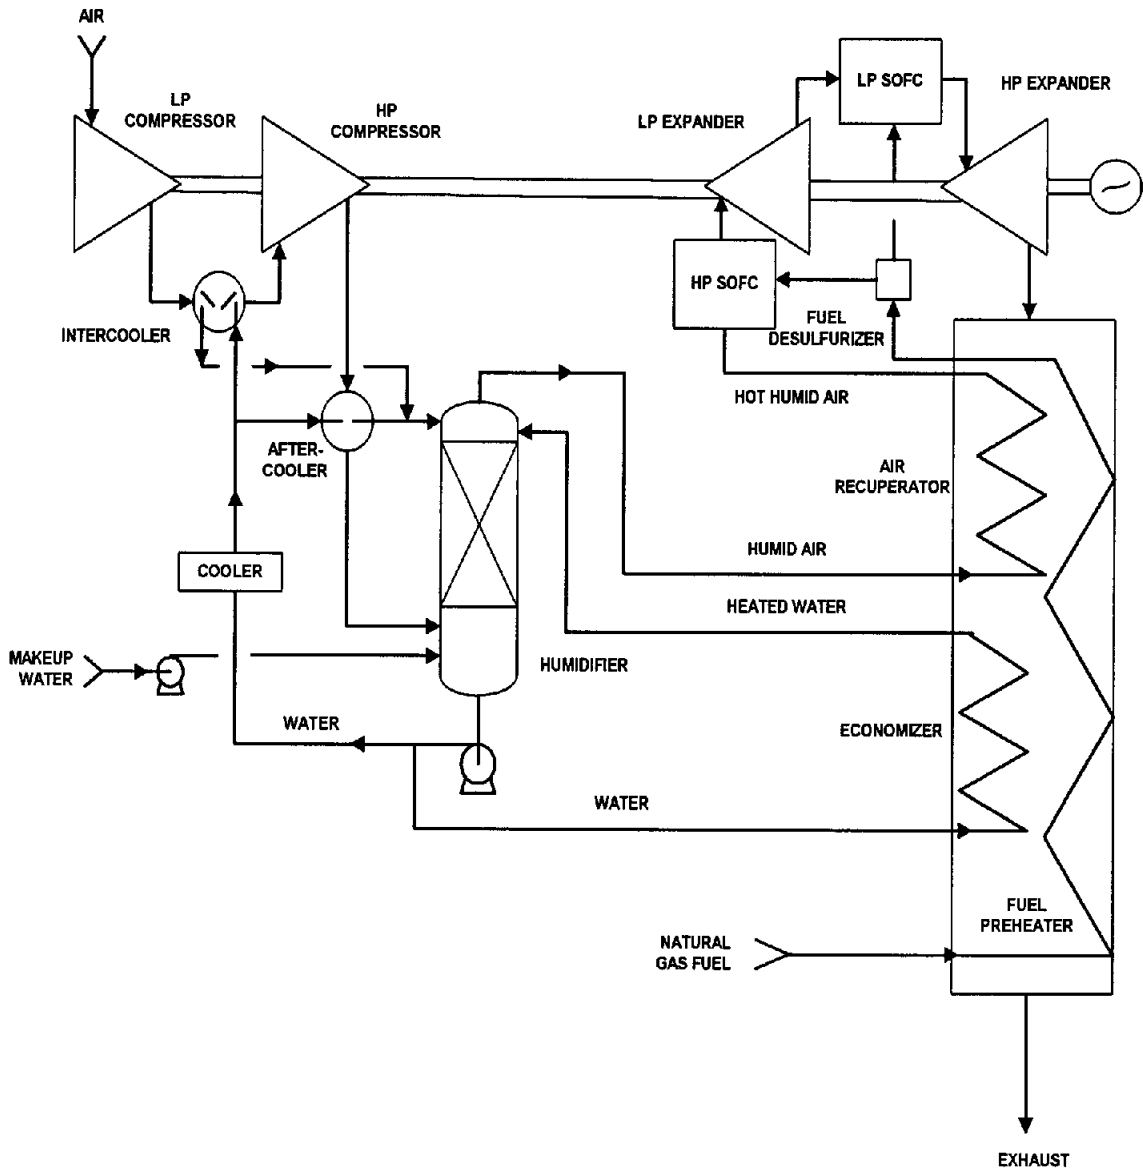 AIR
LP
COMPRESSOR
HP
COMPRESSOR
LP EXPANDER
LP SOFC
HP EXPANDER
HP SOFC
INTERCOOLER
FUEL
DESULFURIZER
HOT HUMID AIR
AFTER-
COOLER
AIR
RECUPERATOR
COOLER
HUMID AIR
HEATED WATER
MAKEUP
WATER
HUMIDIFIER
WATER
ECONOMIZER
WATER
FUEL
PREHEATER
NATURAL
GAS FUEL
EXHAUST